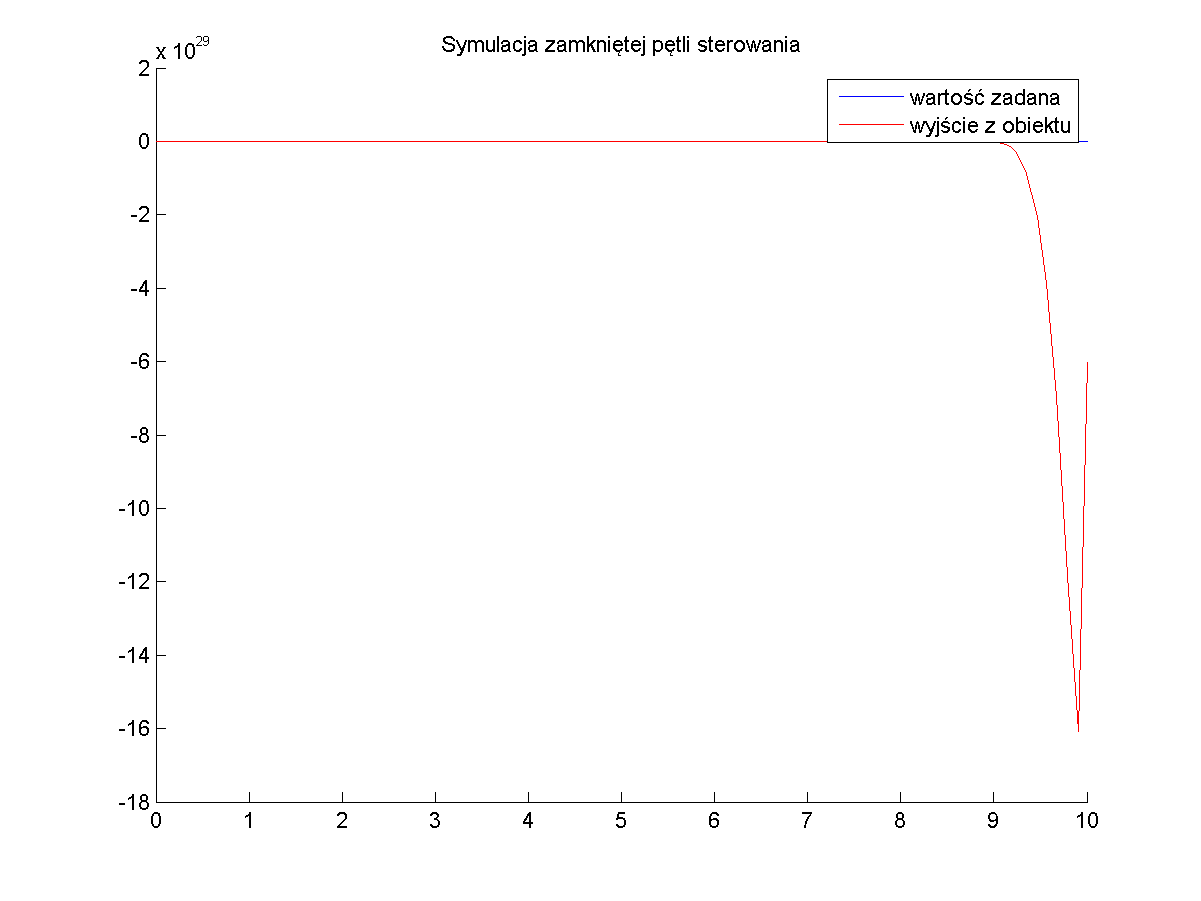 Symulacja zamkniętej pętli sterowania
x 10^29
wartość zadana
wyjście z obiektu
2
0
-2
-4
-6
-8
-10
-12
-14
-16
-18
0 1 2 3 4 5 6 7 8 9 10